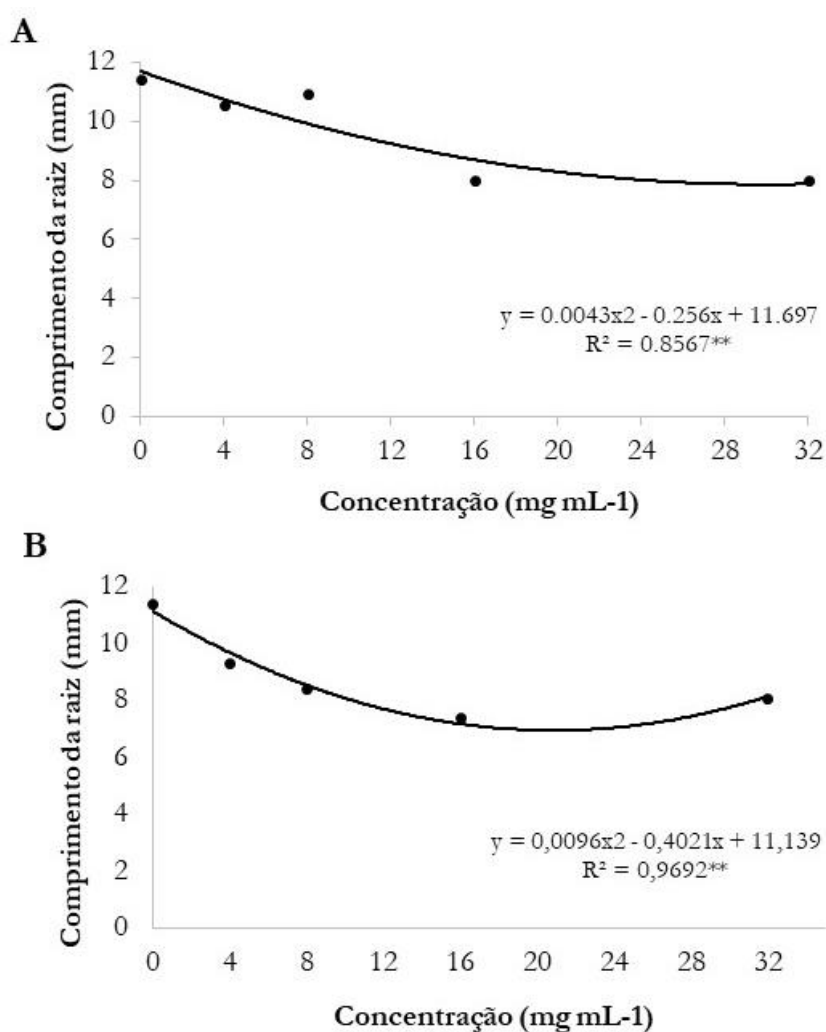 A
Comprimento da raiz (mm)
12
10
8
6
4
2
0
y = 0.0043x2 - 0.256x + 11.697
R² = 0.8567**
0 4 8 12 16 20 24 28 32
Concentração (mg mL-1)
B
Comprimento da raiz (mm)
12
10
8
6
4
2
0
y = 0,0096x2 - 0,4021x + 11,139
R² = 0,9692**
0 4 8 12 16 20 24 28 32
Concentração (mg mL-1)